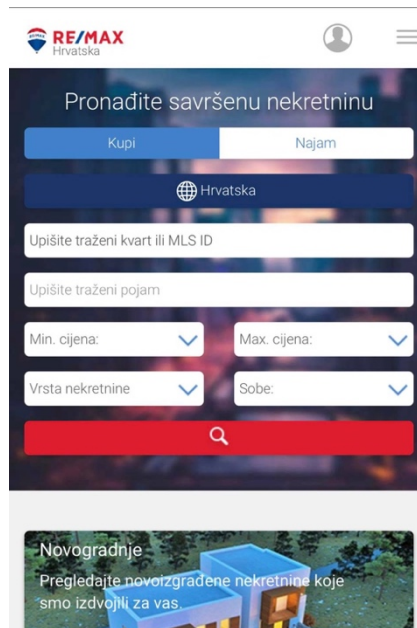 RE/MAX
Hrvatska
Pronađite savršenu nekretninu
Kupi
Najam
Hrvatska
Upišite traženi kvart ili MLS ID
Upišite traženi pojam
Min. cijena:
Max. cijena:
Vrsta nekretnine
Sobe:
Novogradnje
Pregledajte novoizgrađene nekretnine koje
smo izdvojili za vas.